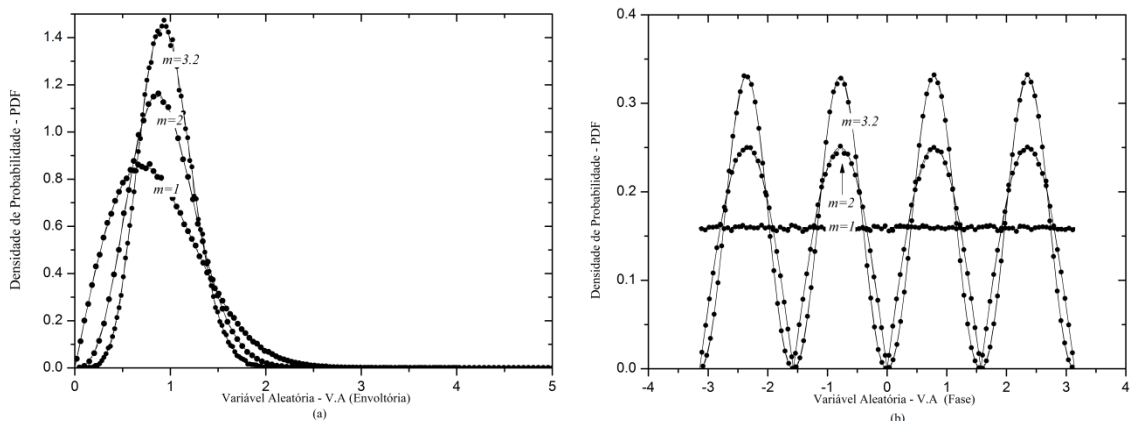 Densidade de Probabilidade - PDF
1.4
1.2
1.0
0.8
0.6
0.4
0.2
0.0
m=3.2
m=2
m=1
0 1 2 3 4 5
Variável Aleatória - V.A (Envoltória)
(a)
Densidade de Probabilidade - PDF
0.4
0.3
0.2
0.1
0.0
m=3.2
m=2
m=1
-4 -3 -2 -1 0 1 2 3 4
Variável Aleatória - V.A (Fase)
(b)